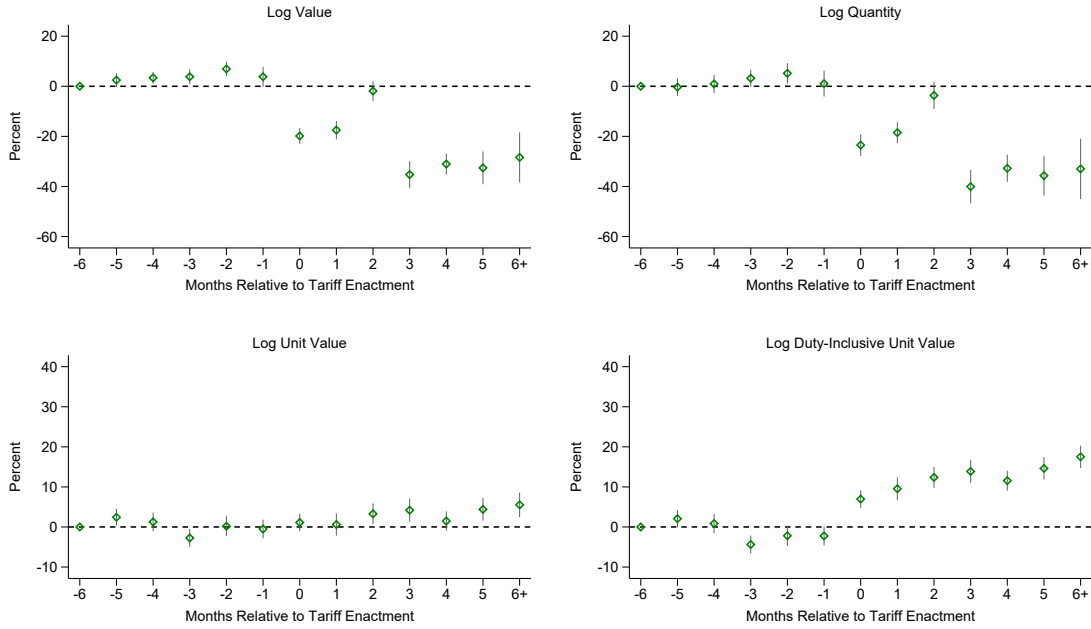 Log Value
20
0
-20
-40
-60
Percent
-6 -5 -4 -3 -2 -1 0 1 2 3 4 5 6+
Months Relative to Tariff Enactment
Log Quantity
20
0
-20
-40
-60
Percent
-6 -5 -4 -3 -2 -1 0 1 2 3 4 5 6+
Months Relative to Tariff Enactment
Log Unit Value
40
30
20
10
0
-10
Percent
-6 -5 -4 -3 -2 -1 0 1 2 3 4 5 6+
Months Relative to Tariff Enactment
Log Duty-Inclusive Unit Value
40
30
20
10
0
-10
Percent
-6 -5 -4 -3 -2 -1 0 1 2 3 4 5 6+
Months Relative to Tariff Enactment